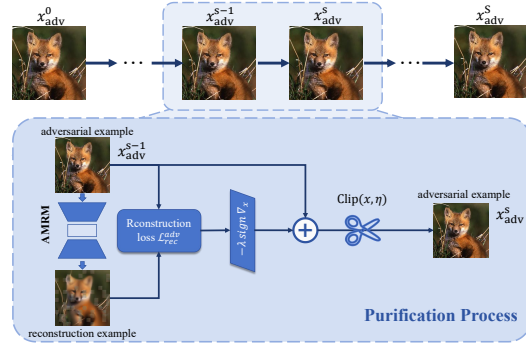 x⁰adv
xˢ⁻¹adv
xˢadv
xSadv
adversarial example
xˢ⁻¹adv
AMRM
Rconstruction
loss ℒᵃᵈᵛrec
−λ sign ∇ₓ
Clip(x, η)
adversarial example
xˢadv
reconstruction example
Purification Process